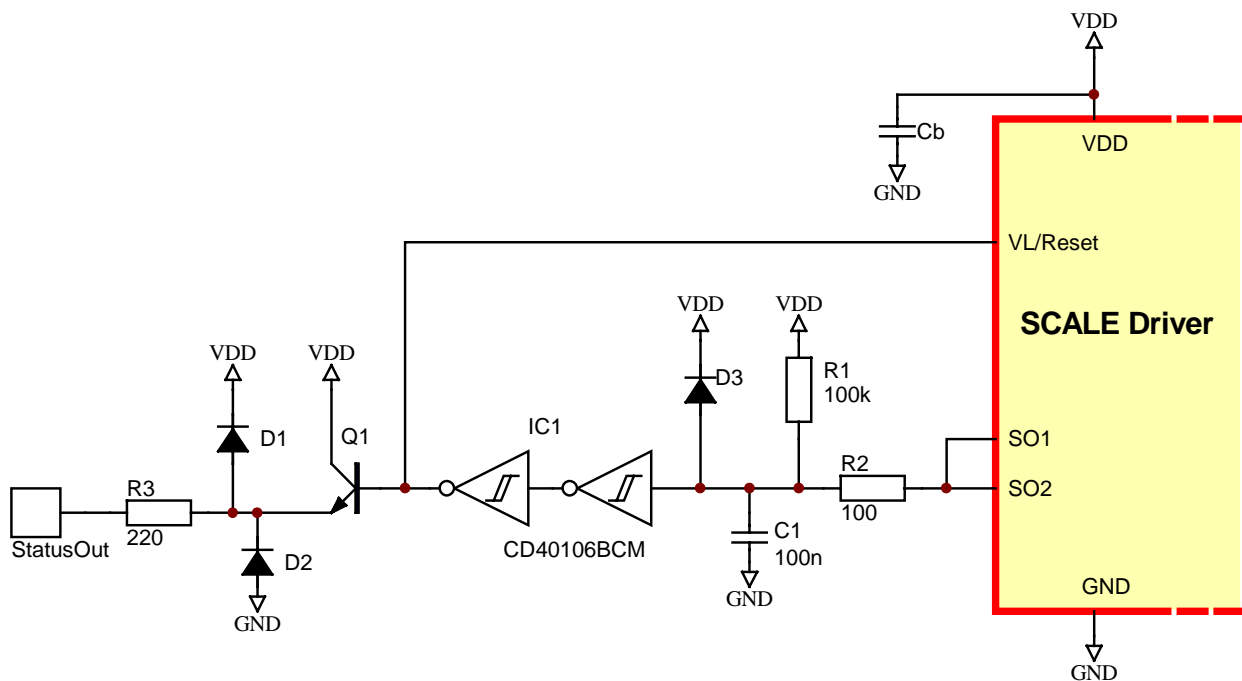 VDD
Cb
VDD
GND
VL/Reset
VDD
VDD
SCALE Driver
VDD
VDD
D3
R1
100k
D1
Q1
IC1
SO1
R2
R3
SO2
220
100
StatusOut
C1
CD40106BCM
100n
D2
GND
GND
GND
GND